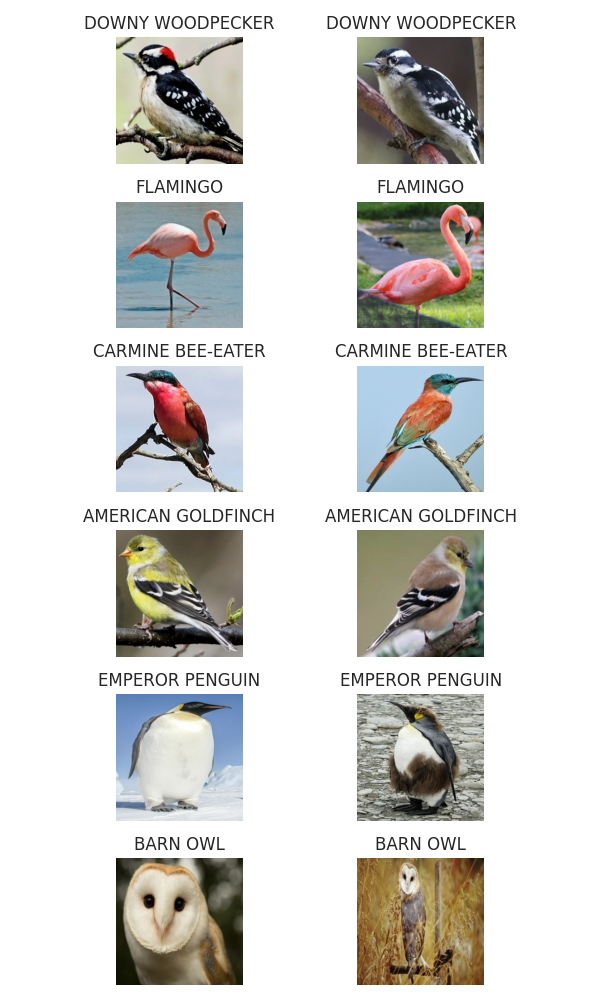 DOWNY WOODPECKER
DOWNY WOODPECKER
FLAMINGO
FLAMINGO
CARMINE BEE-EATER
CARMINE BEE-EATER
AMERICAN GOLDFINCH
AMERICAN GOLDFINCH
EMPEROR PENGUIN
EMPEROR PENGUIN
BARN OWL
BARN OWL